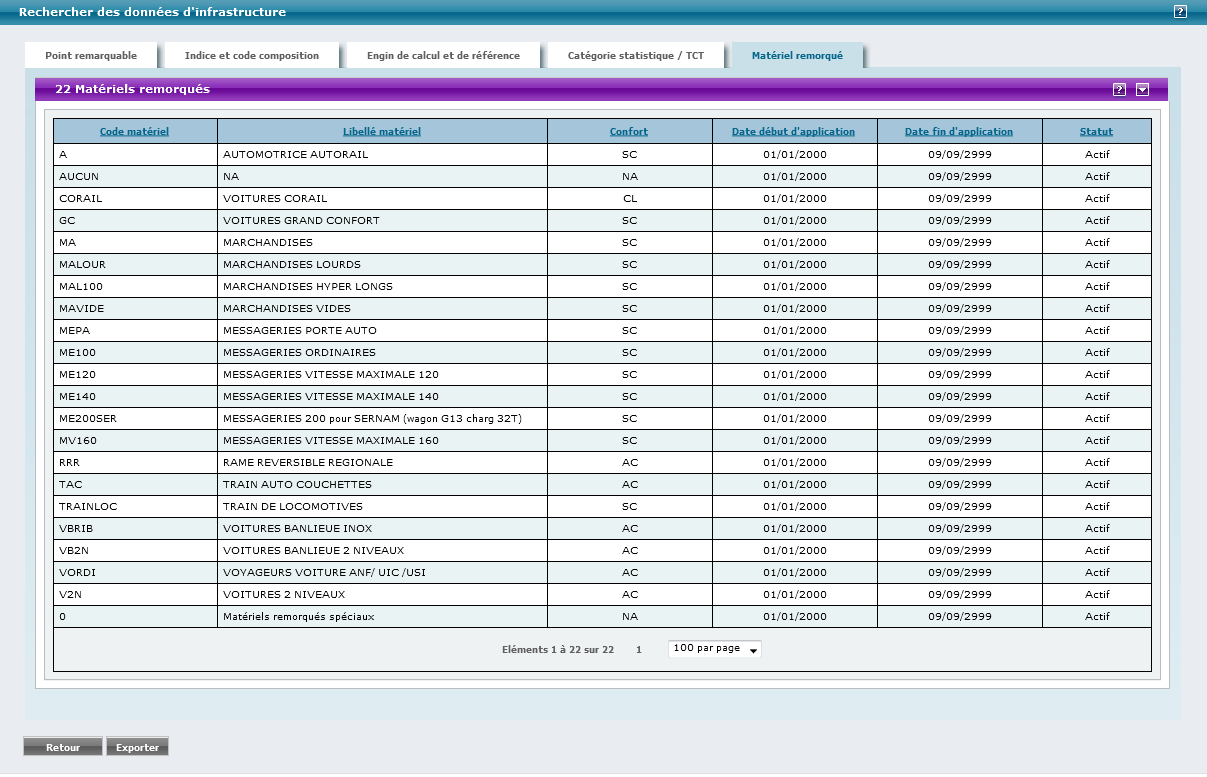 Rechercher des données d'infrastructure ?
Point remarquable Indice et code composition Engin de calcul et de référence Catégorie statistique / TCT Matériel remorqué
22 Matériels remorqués ?
Code matériel Libellé matériel Confort Date début d'application Date fin d'application Statut
A AUTOMOTRICE AUTORAIL SC 01/01/2000 09/09/2999 Actif
AUCUN NA NA 01/01/2000 09/09/2999 Actif
CORAIL VOITURES CORAIL CL 01/01/2000 09/09/2999 Actif
GC VOITURES GRAND CONFORT SC 01/01/2000 09/09/2999 Actif
MA MARCHANDISES SC 01/01/2000 09/09/2999 Actif
MALOUR MARCHANDISES LOURDS SC 01/01/2000 09/09/2999 Actif
MAL100 MARCHANDISES HYPER LONGS SC 01/01/2000 09/09/2999 Actif
MAVIDE MARCHANDISES VIDES SC 01/01/2000 09/09/2999 Actif
MEPA MESSAGERIES PORTE AUTO SC 01/01/2000 09/09/2999 Actif
ME100 MESSAGERIES ORDINAIRES SC 01/01/2000 09/09/2999 Actif
ME120 MESSAGERIES VITESSE MAXIMALE 120 SC 01/01/2000 09/09/2999 Actif
ME140 MESSAGERIES VITESSE MAXIMALE 140 SC 01/01/2000 09/09/2999 Actif
ME200SER MESSAGERIES 200 pour SERNAM (wagon G13 charg 32T) SC 01/01/2000 09/09/2999 Actif
MV160 MESSAGERIES VITESSE MAXIMALE 160 SC 01/01/2000 09/09/2999 Actif
RRR RAME REVERSIBLE REGIONALE AC 01/01/2000 09/09/2999 Actif
TAC TRAIN AUTO COUCHETTES AC 01/01/2000 09/09/2999 Actif
TRAINLOC TRAIN DE LOCOMOTIVES SC 01/01/2000 09/09/2999 Actif
VBRIB VOITURES BANLIEUE INOX AC 01/01/2000 09/09/2999 Actif
VB2N VOITURES BANLIEUE 2 NIVEAUX AC 01/01/2000 09/09/2999 Actif
VORDI VOYAGEURS VOITURE ANF/ UIC /USI AC 01/01/2000 09/09/2999 Actif
V2N VOITURES 2 NIVEAUX AC 01/01/2000 09/09/2999 Actif
0 Matériels remorqués spéciaux NA 01/01/2000 09/09/2999 Actif
Eléments 1 à 22 sur 22 1 100 par page
Retour Exporter